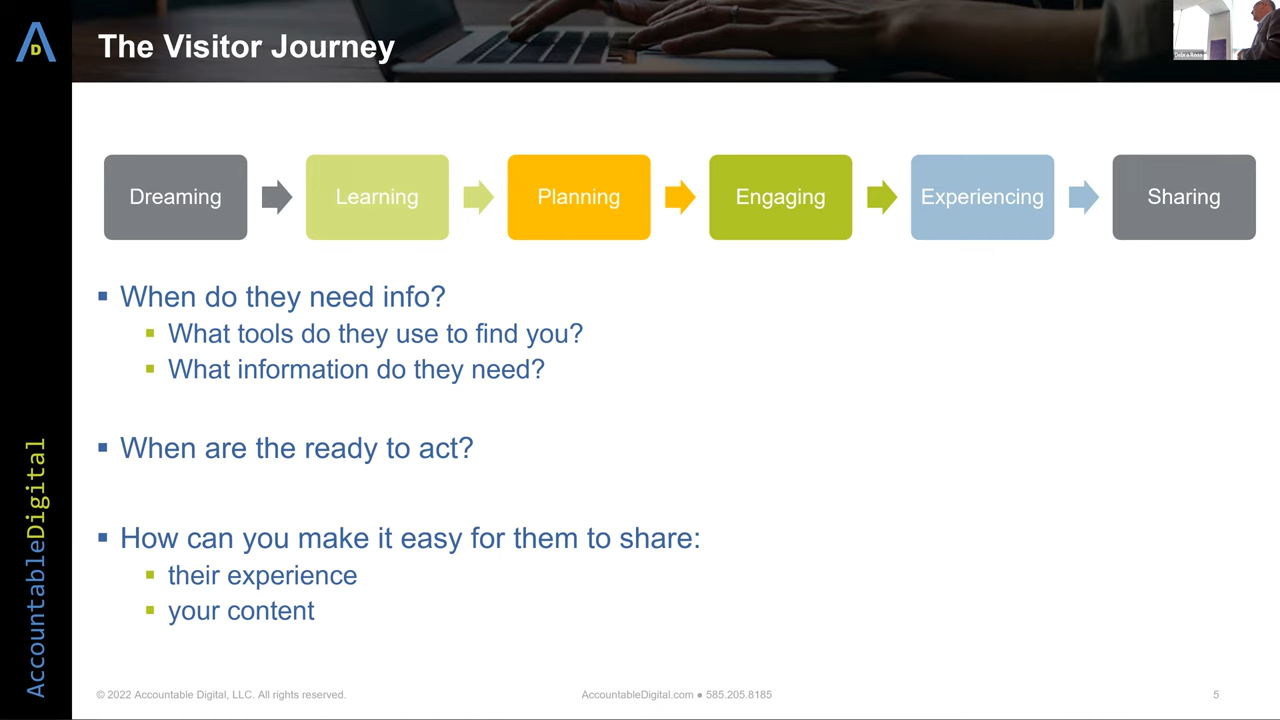 The Visitor Journey
D
Dreaming
Learning
Planning
Engaging
Experiencing
Sharing
When do they need info?
What tools do they use to find you?
What information do they need?
When are the ready to act?
How can you make it easy for them to share:
their experience
your content
AccountableDigital
© 2022 Accountable Digital, LLC. All rights reserved.
AccountableDigital.com ● 585.205.8185
5